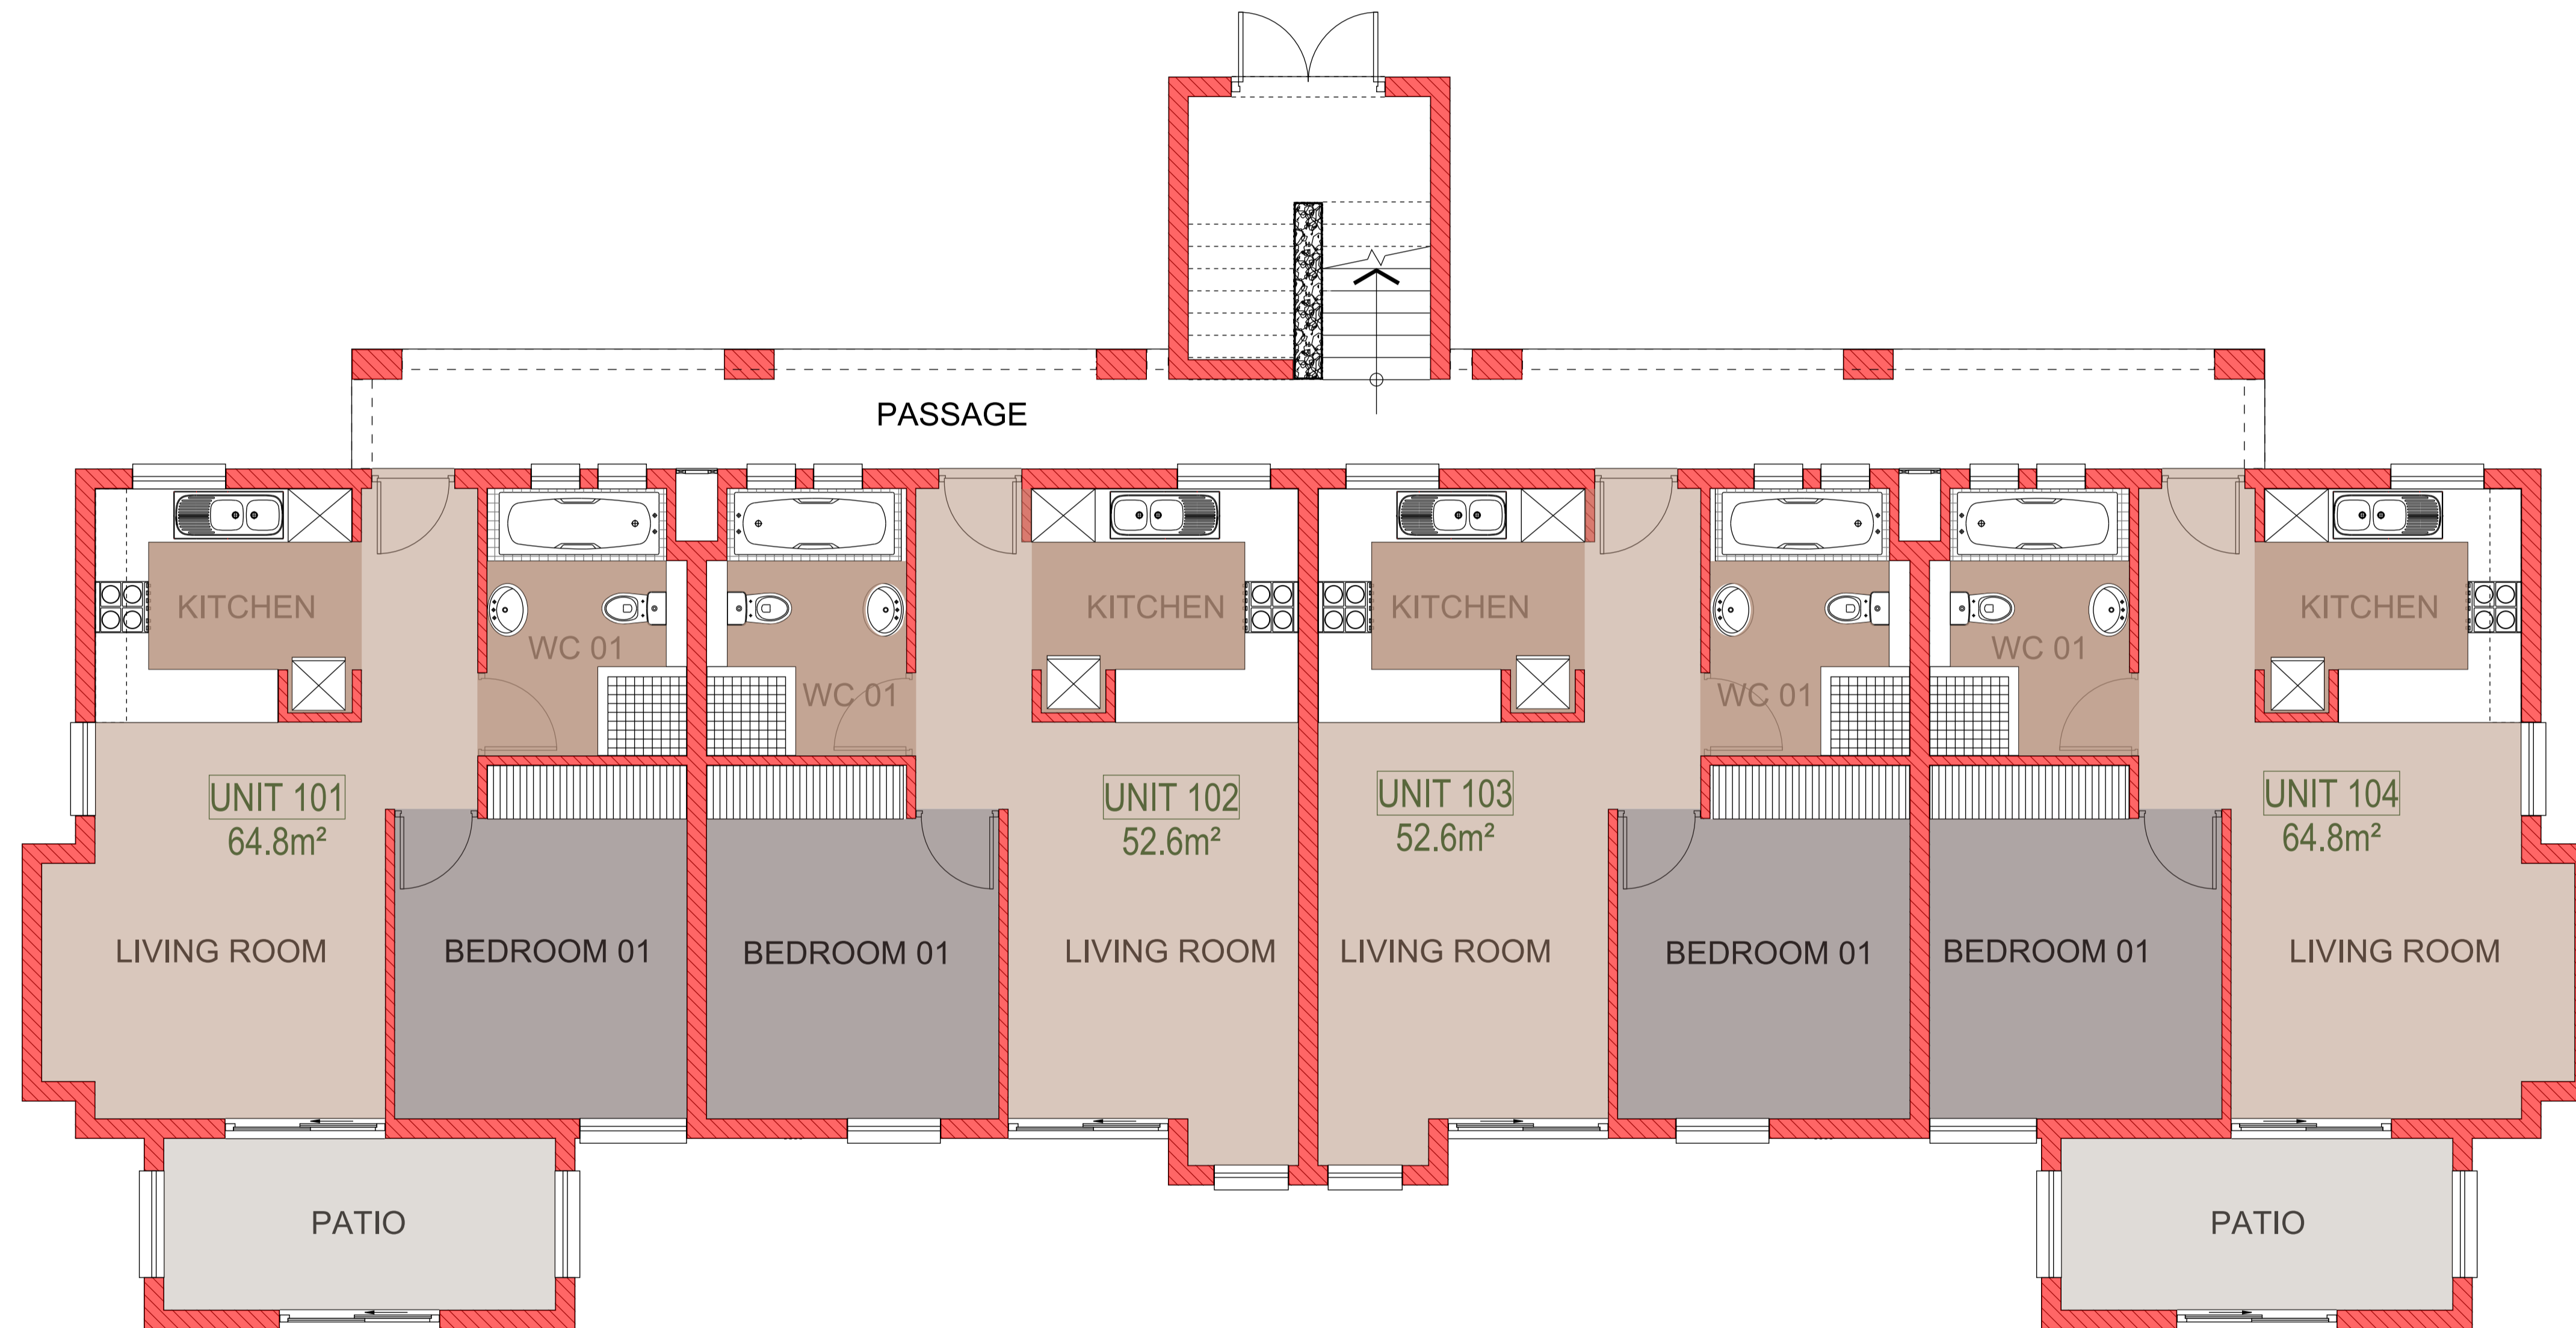 PASSAGE
KITCHEN
WC 01
WC 01
KITCHEN
KITCHEN
WC 01
WC 01
KITCHEN
UNIT 101
64.8m²
UNIT 102
52.6m²
UNIT 103
52.6m²
UNIT 104
64.8m²
LIVING ROOM
BEDROOM 01
BEDROOM 01
LIVING ROOM
LIVING ROOM
BEDROOM 01
BEDROOM 01
LIVING ROOM
PATIO
PATIO